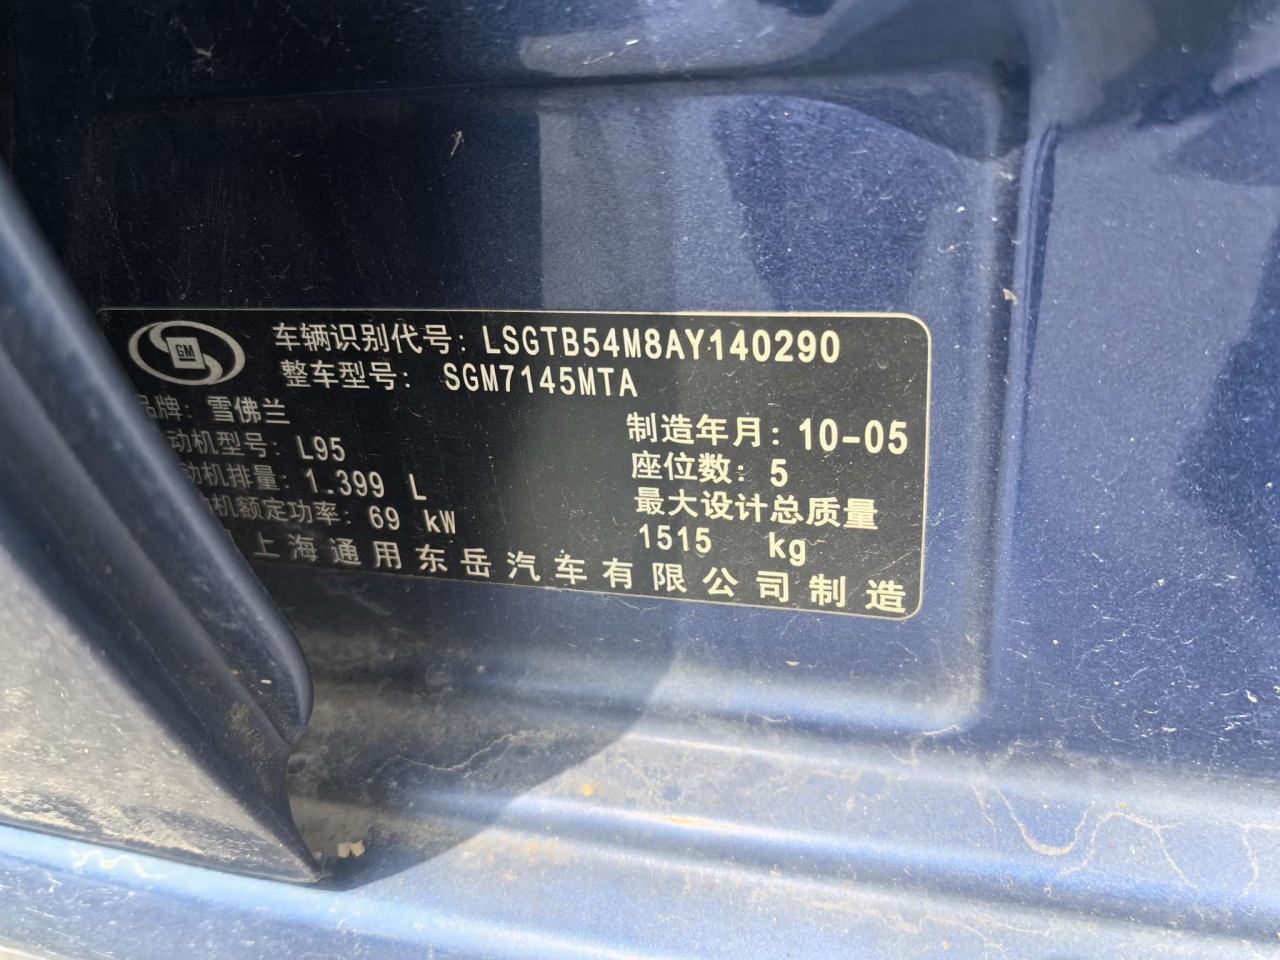 GM
车辆识别代号: LSGTB54M8AY140290
整车型号: SGM7145MTA
品牌: 雪佛兰
动机型号: L95
动机排量: 1.399 L
机额定功率: 69 kW
制造年月: 10-05
座位数: 5
最大设计总质量
1515 kg
上海通用东岳汽车有限公司制造